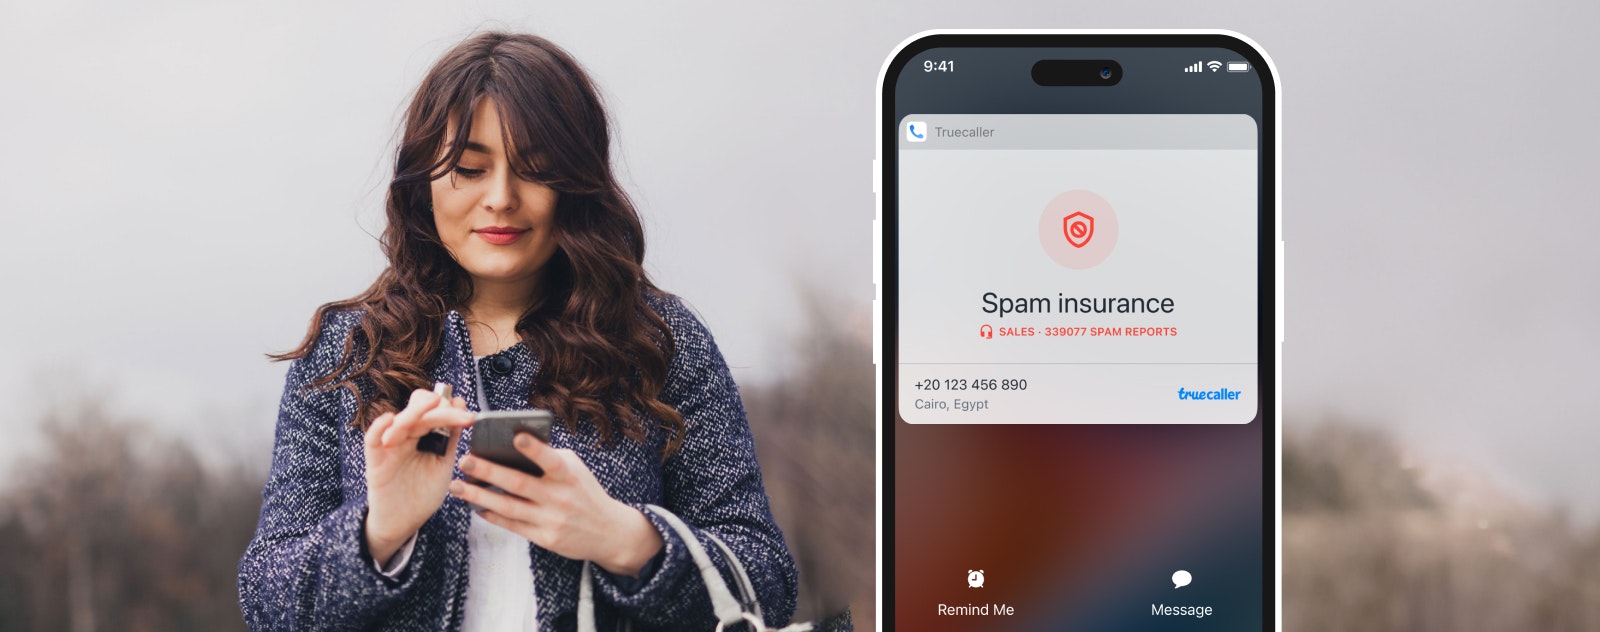 9:41
Truecaller
Spam insurance
SALES · 339077 SPAM REPORTS
+20 123 456 890
Cairo, Egypt
truecaller
Remind Me
Message